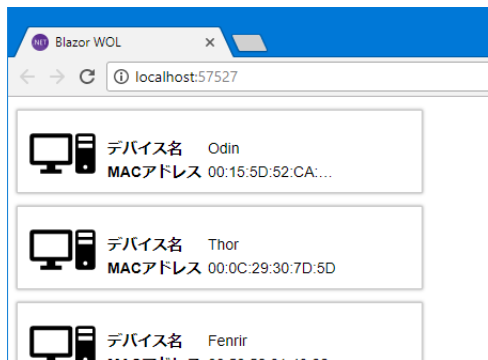 Blazor WOL
localhost:57527
デバイス名 Odin
MACアドレス 00:15:5D:52:CA:...
デバイス名 Thor
MACアドレス 00:0C:29:30:7D:5D
デバイス名 Fenrir